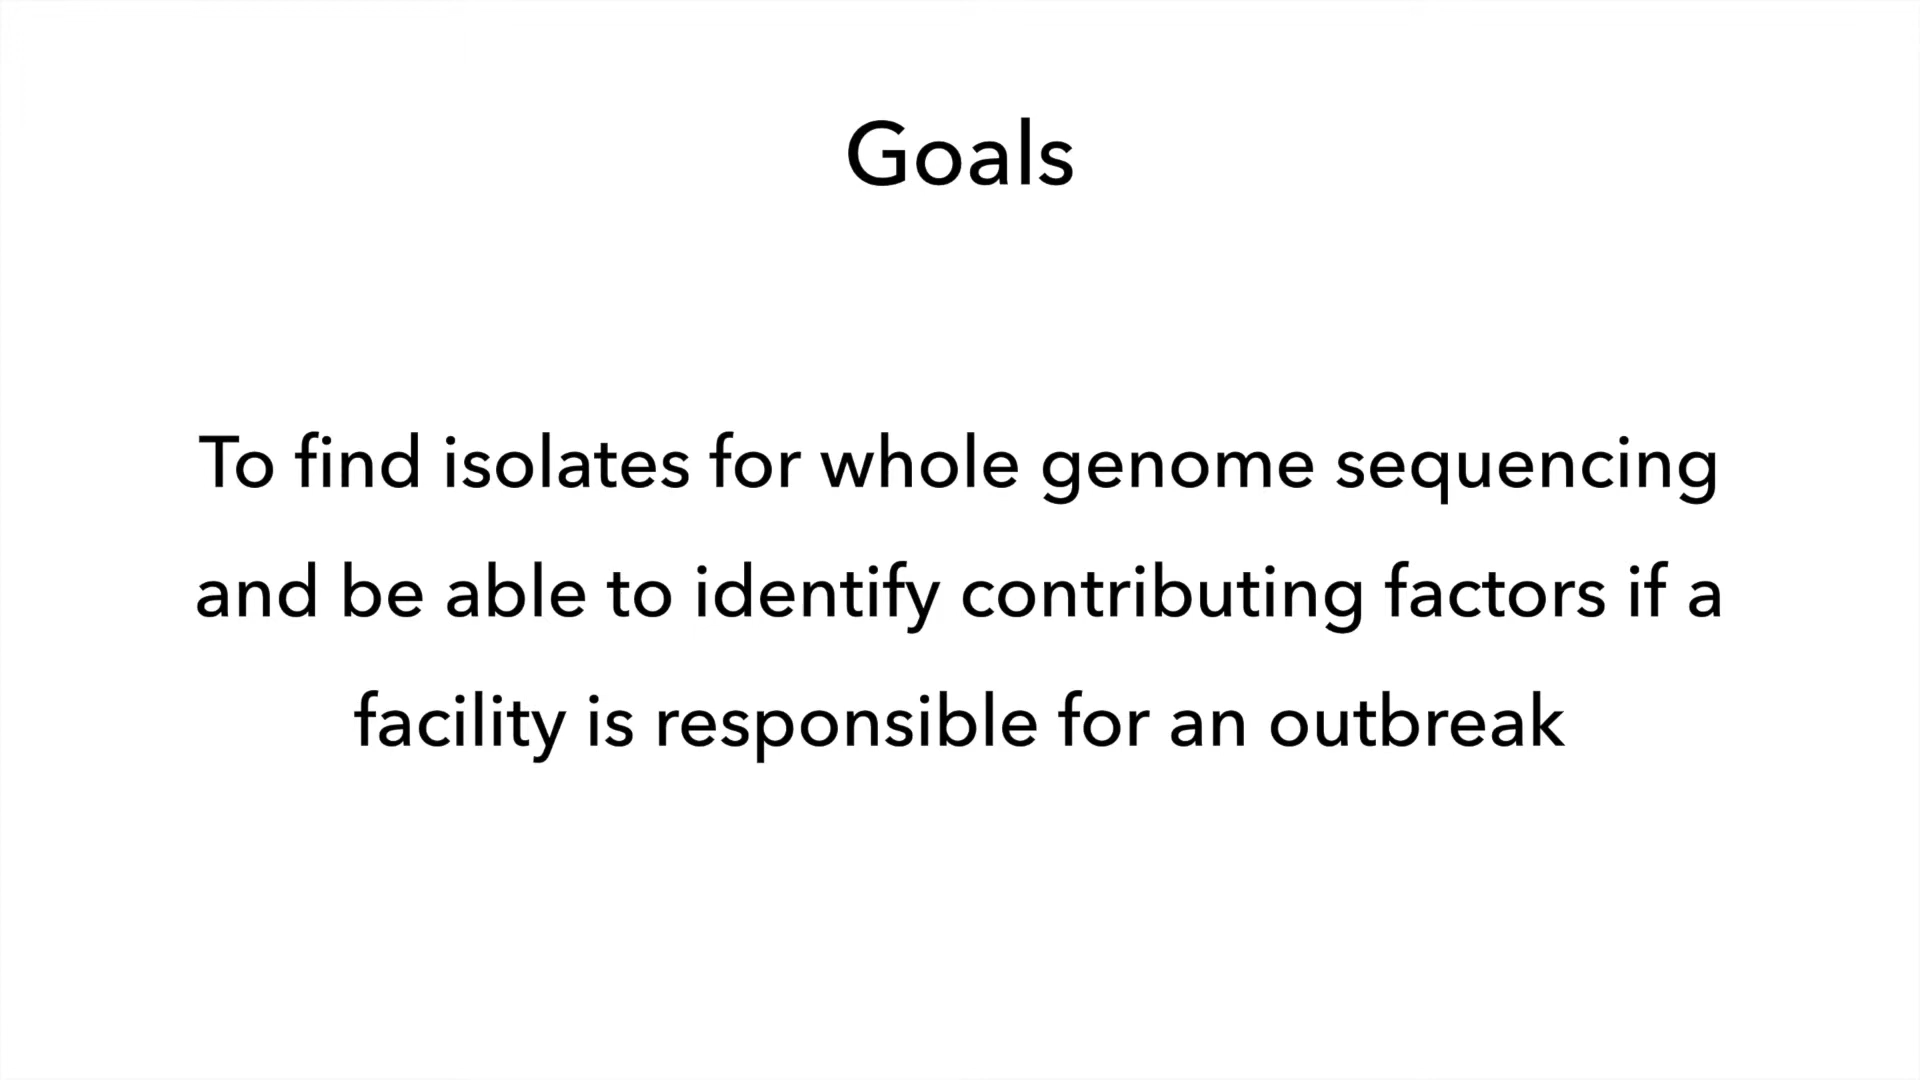 Goals
To find isolates for whole genome sequencing
and be able to identify contributing factors if a
facility is responsible for an outbreak